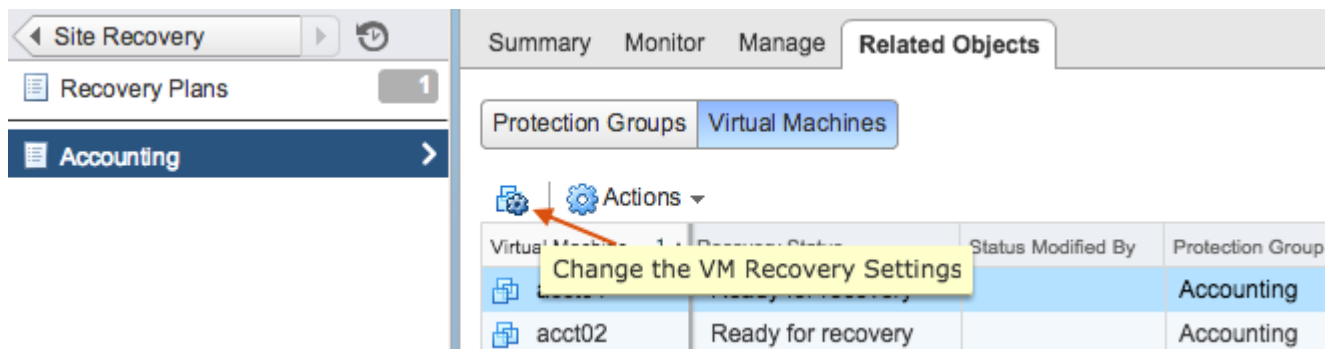 Site Recovery
Recovery Plans 1
Accounting
Summary Monitor Manage Related Objects
Protection Groups Virtual Machines
Actions
Status Modified By Protection Group
Change the VM Recovery Settings
Accounting
acct02 Ready for recovery Accounting